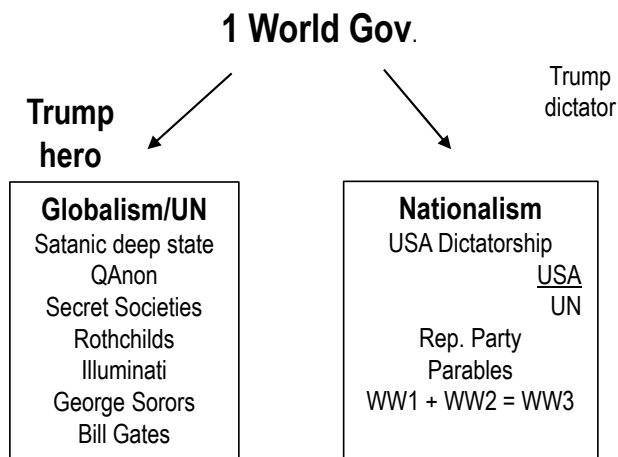 1 World Gov.
Trump
dictator
Trump
hero
Globalism/UN
Satanic deep state
QAnon
Secret Societies
Rothchilds
Illuminati
George Sorors
Bill Gates
Nationalism
USA Dictatorship
USA
UN
Rep. Party
Parables
WW1 + WW2 = WW3